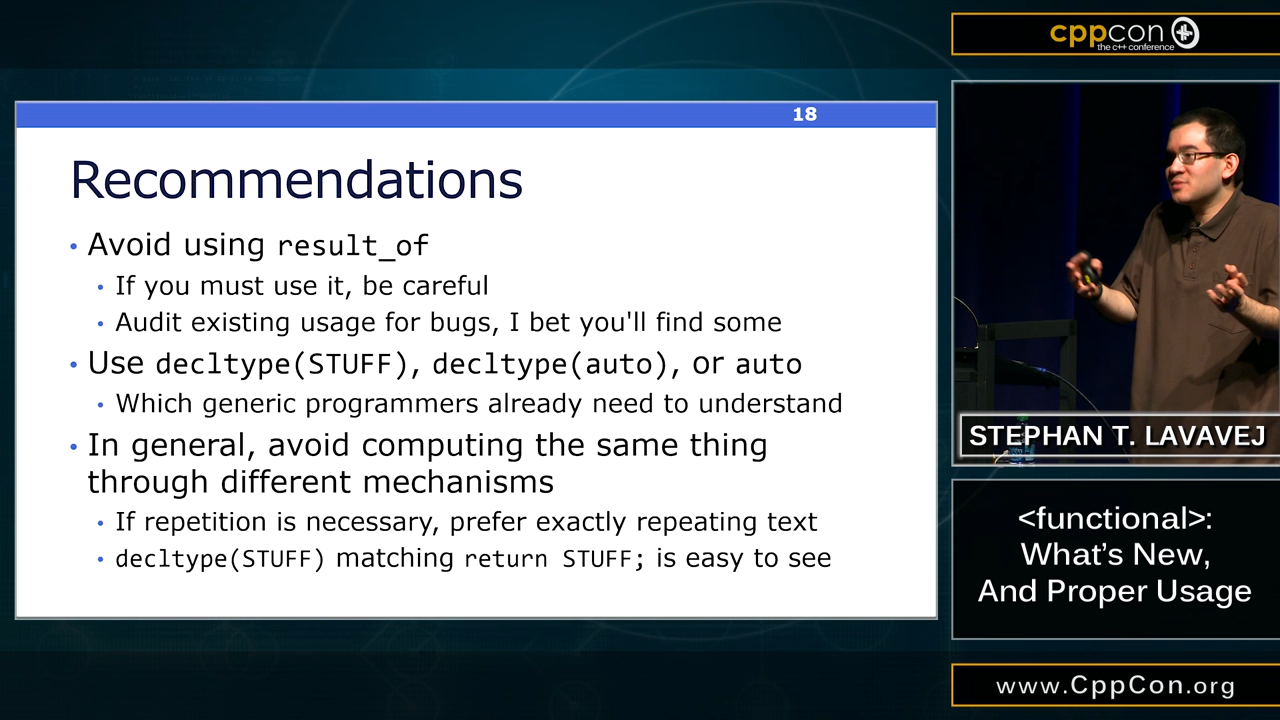 cppcon
the c++ conference
18
Recommendations
• Avoid using result_of
• If you must use it, be careful
• Audit existing usage for bugs, I bet you'll find some
• Use decltype(STUFF), decltype(auto), or auto
• Which generic programmers already need to understand
• In general, avoid computing the same thing
through different mechanisms
• If repetition is necessary, prefer exactly repeating text
• decltype(STUFF) matching return STUFF; is easy to see
STEPHAN T. LAVAVEJ
<functional>:
What's New,
And Proper Usage
www.CppCon.org